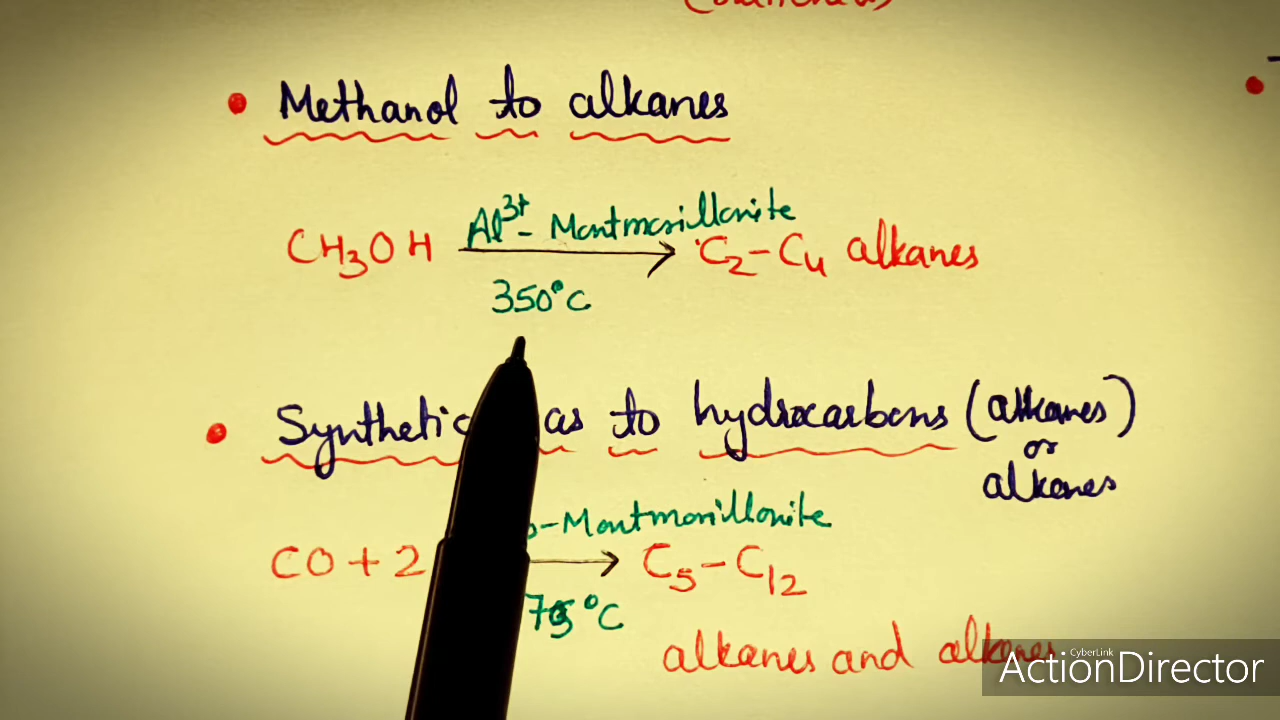 • Methanol to alkanes
Al³⁺- Montmorillonite
CH₃OH → C₂-C₄ alkanes
350°C
• Synthetic as to hydrocarbons (alkanes)
or
alkenes
-Montmorillonite
CO + 2 → C₅-C₁₂
°C
alkanes and
CyberLink
ActionDirector